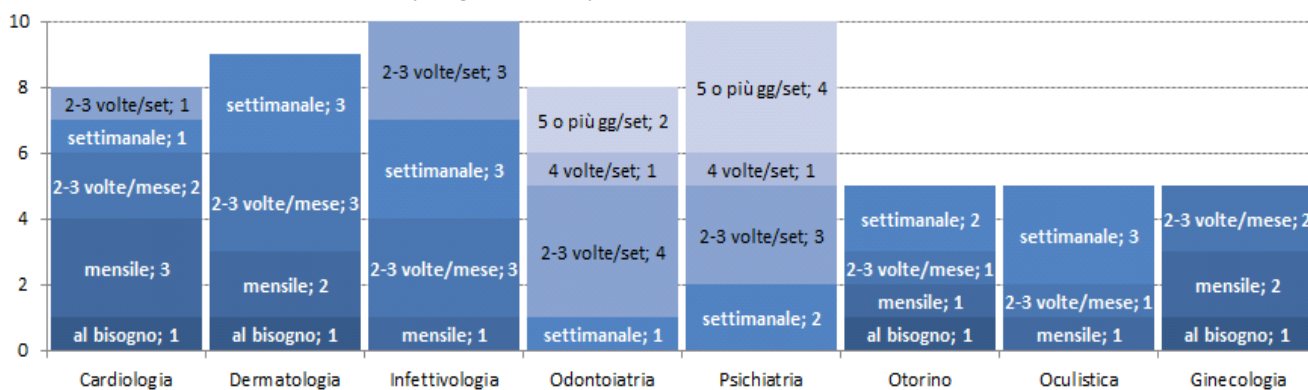 10
8
6
4
2
0
2-3 volte/set; 1
settimanale; 1
2-3 volte/mese; 2
mensile; 3
al bisogno; 1
settimanale; 3
2-3 volte/mese; 3
mensile; 2
al bisogno; 1
2-3 volte/set; 3
settimanale; 3
2-3 volte/mese; 3
mensile; 1
5 o più gg/set; 2
4 volte/set; 1
2-3 volte/set; 4
settimanale; 1
5 o più gg/set; 4
4 volte/set; 1
2-3 volte/set; 3
settimanale; 2
settimanale; 2
2-3 volte/mese; 1
mensile; 1
al bisogno; 1
settimanale; 3
2-3 volte/mese; 1
mensile; 1
2-3 volte/mese; 2
mensile; 2
al bisogno; 1
Cardiologia
Dermatologia
Infettivologia
Odontoiatria
Psichiatria
Otorino
Oculistica
Ginecologia